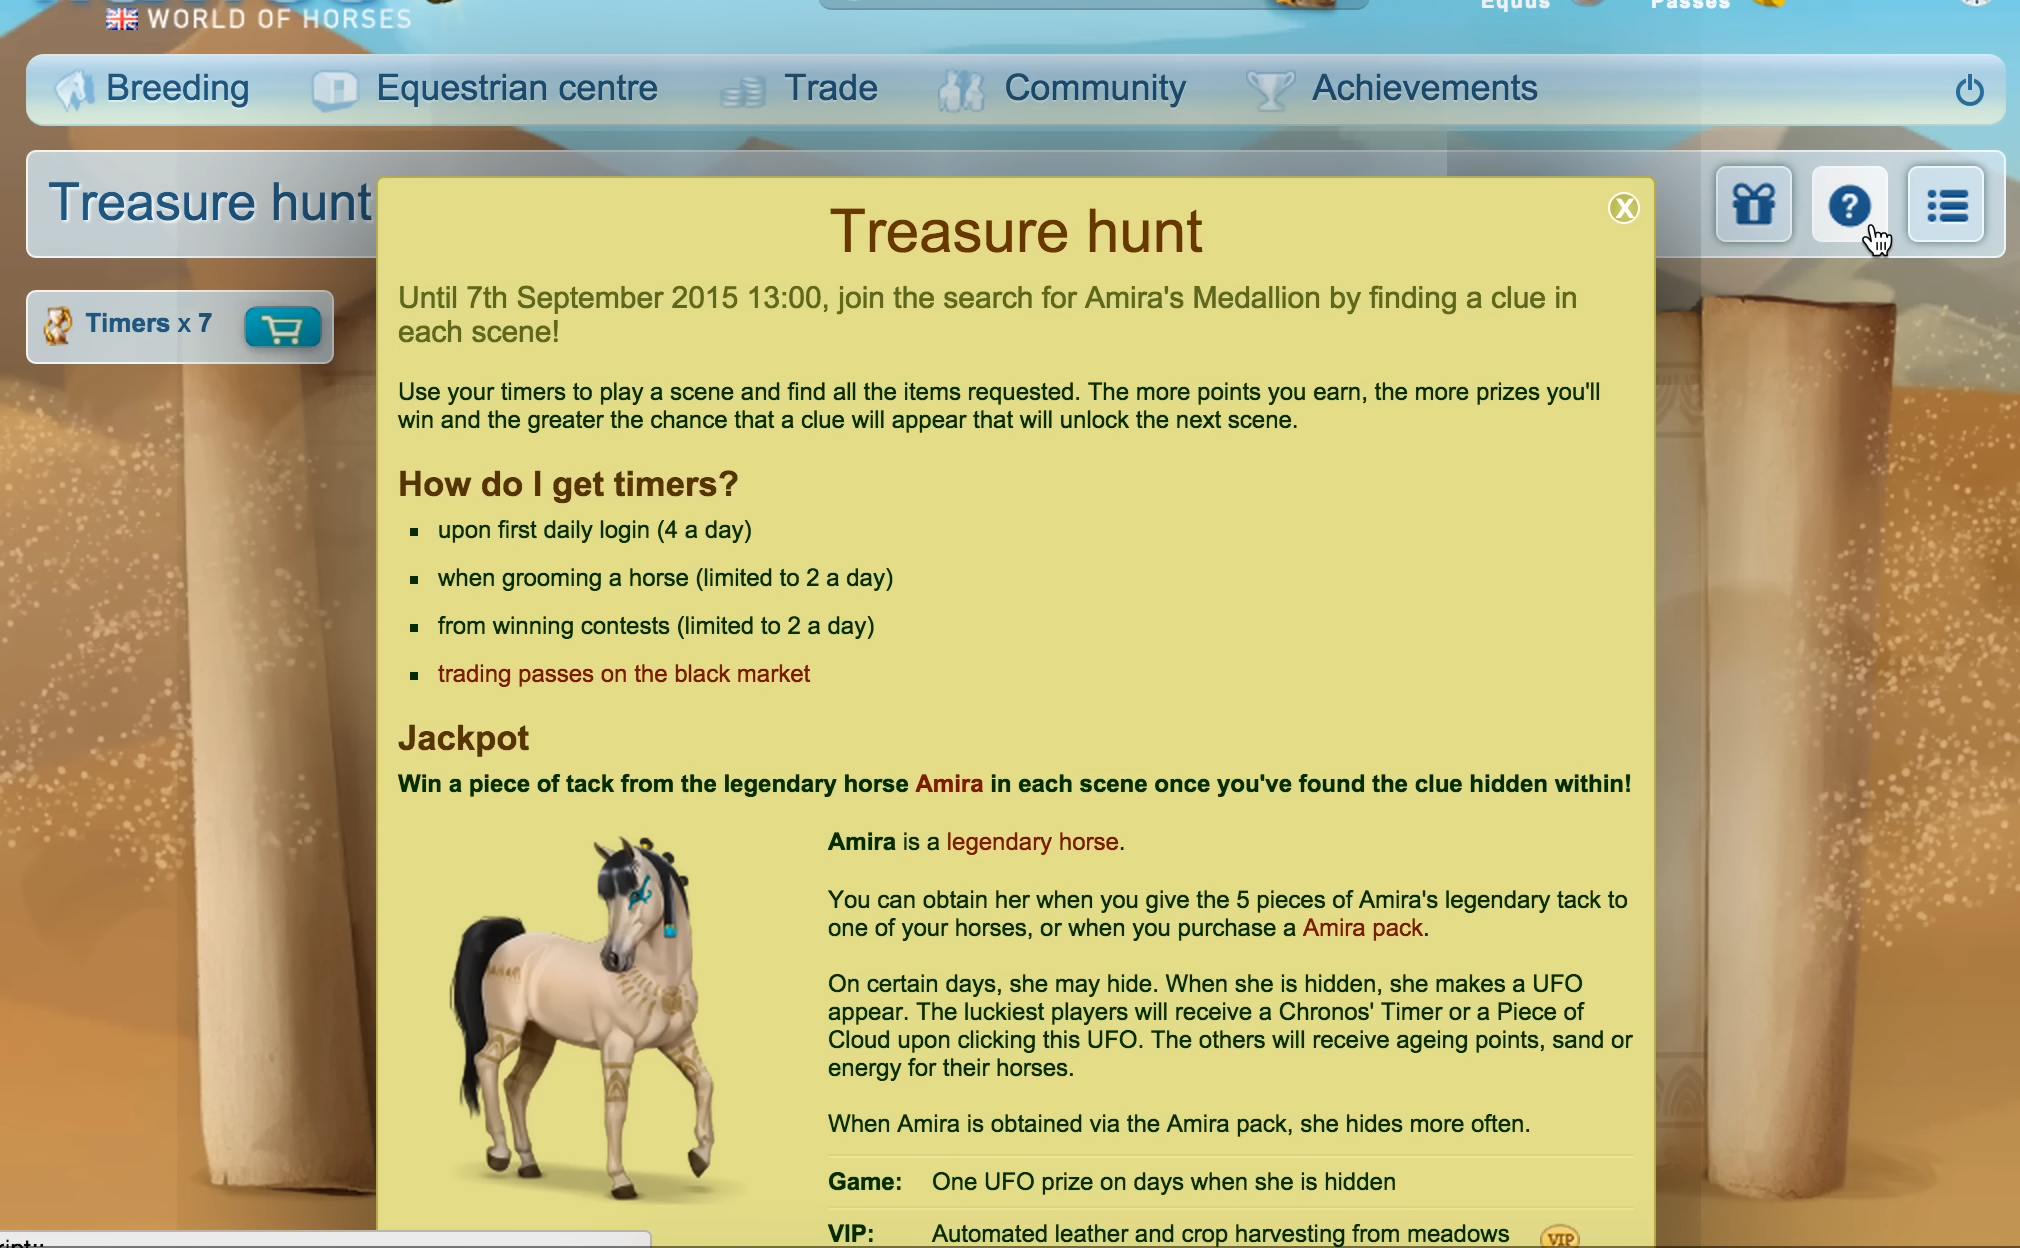 WORLD OF HORSES
Equus
Passes
Breeding
Equestrian centre
Trade
Community
Achievements
Treasure hunt
Timers x 7
X
Treasure hunt
?
Until 7th September 2015 13:00, join the search for Amira's Medallion by finding a clue in
each scene!
Use your timers to play a scene and find all the items requested. The more points you earn, the more prizes you'll
win and the greater the chance that a clue will appear that will unlock the next scene.
How do I get timers?
▪ upon first daily login (4 a day)
▪ when grooming a horse (limited to 2 a day)
▪ from winning contests (limited to 2 a day)
▪ trading passes on the black market
Jackpot
Win a piece of tack from the legendary horse Amira in each scene once you've found the clue hidden within!
Amira is a legendary horse.
You can obtain her when you give the 5 pieces of Amira's legendary tack to
one of your horses, or when you purchase a Amira pack.
On certain days, she may hide. When she is hidden, she makes a UFO
appear. The luckiest players will receive a Chronos' Timer or a Piece of
Cloud upon clicking this UFO. The others will receive ageing points, sand or
energy for their horses.
When Amira is obtained via the Amira pack, she hides more often.
Game: One UFO prize on days when she is hidden
VIP: Automated leather and crop harvesting from meadows VIP